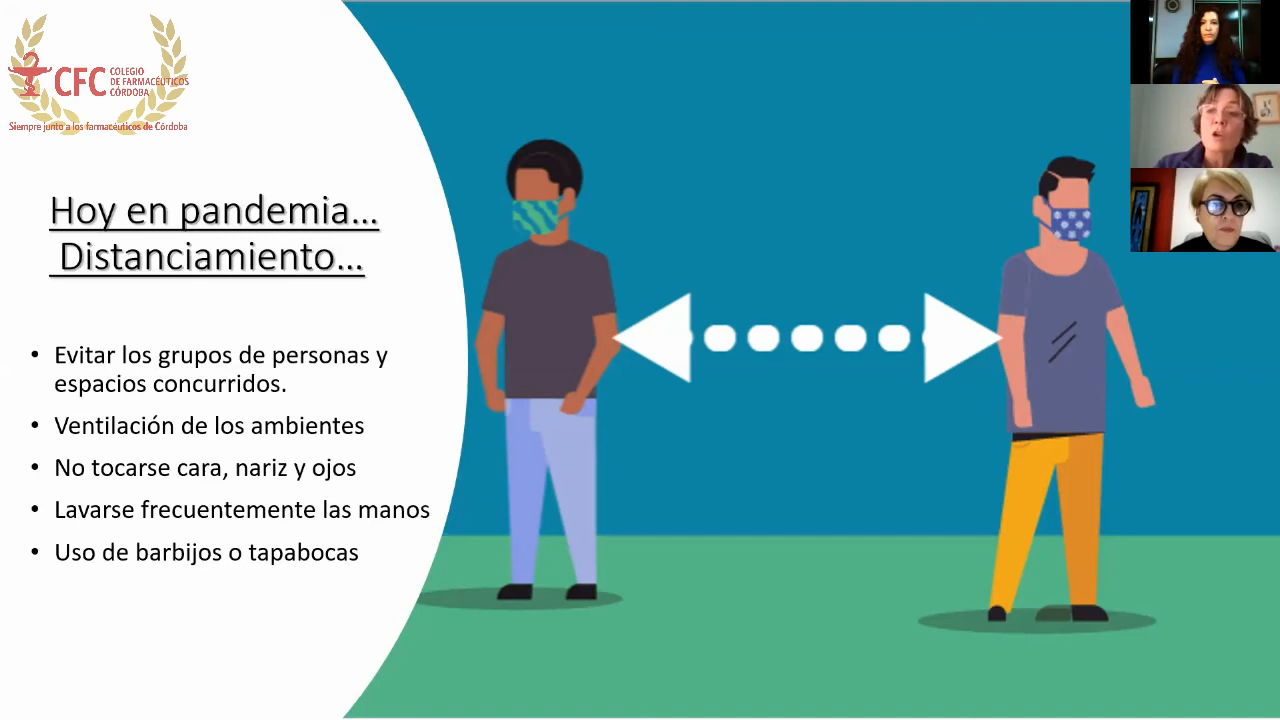 CFC
COLEGIO
DE FARMACÉUTICOS
CÓRDOBA
Siempre junto a los farmacéuticos de Córdoba
Hoy en pandemia...
Distanciamiento...
• Evitar los grupos de personas y
espacios concurridos.
• Ventilación de los ambientes
• No tocarse cara, nariz y ojos
• Lavarse frecuentemente las manos
• Uso de barbijos o tapabocas